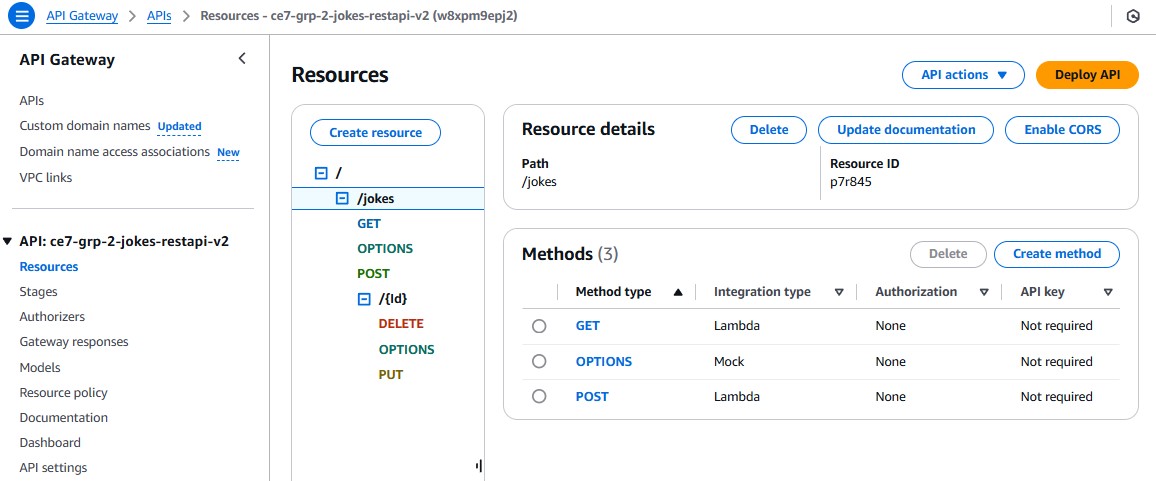 API Gateway > APIs > Resources - ce7-grp-2-jokes-restapi-v2 (w8xpm9epj2)
API Gateway
APIs
Custom domain names Updated
Domain name access associations New
VPC links
API: ce7-grp-2-jokes-restapi-v2
Resources
Stages
Authorizers
Gateway responses
Models
Resource policy
Documentation
Dashboard
API settings
Resources
API actions
Deploy API
Create resource
/
/jokes
GET
OPTIONS
POST
/{Id}
DELETE
OPTIONS
PUT
Resource details
Delete
Update documentation
Enable CORS
Path
/jokes
Resource ID
p7r845
Methods (3)
Delete
Create method
Method type Integration type Authorization API key
GET Lambda None Not required
OPTIONS Mock None Not required
POST Lambda None Not required